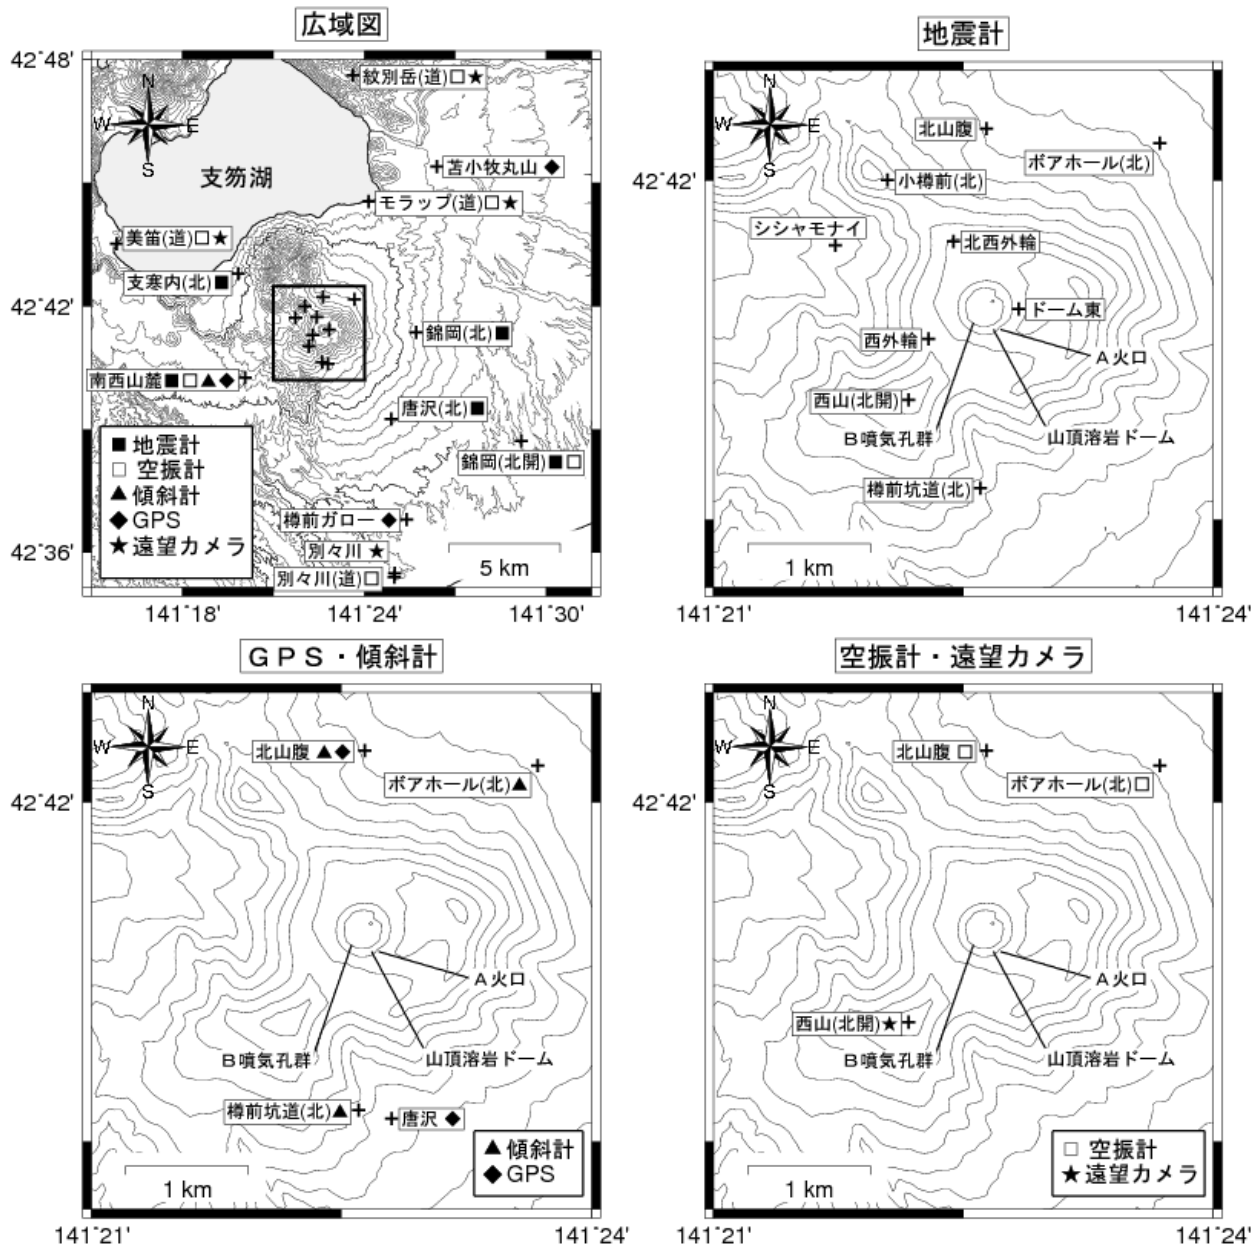 広域図
42°48'
42°42'
42°36'
N
W
E
S
紋別岳(道)□★
支笏湖
苫小牧丸山◆
モラップ(道)□★
美笛(道)□★
支寒内(北)■
錦岡(北)■
南西山麓■□▲◆
唐沢(北)■
錦岡(北開)■□
樽前ガロー◆
別々川★
別々川(道)□
■地震計
□空振計
▲傾斜計
◆GPS
★遠望カメラ
5 km
141°18'
141°24'
141°30'
地震計
N
W
E
S
42°42'
北山腹
ボアホール(北)
小樽前(北)
シシャモナイ
北西外輪
ドーム東
西外輪
A火口
西山(北開)
B噴気孔群
山頂溶岩ドーム
樽前坑道(北)
1 km
141°21'
141°24'
GPS・傾斜計
N
W
E
S
42°42'
北山腹▲◆
ボアホール(北)▲
A火口
B噴気孔群
山頂溶岩ドーム
樽前坑道(北)▲
唐沢◆
▲傾斜計
◆GPS
1 km
141°21'
141°24'
空振計・遠望カメラ
N
W
E
S
42°42'
北山腹□
ボアホール(北)□
A火口
西山(北開)★
B噴気孔群
山頂溶岩ドーム
□空振計
★遠望カメラ
1 km
141°21'
141°24'